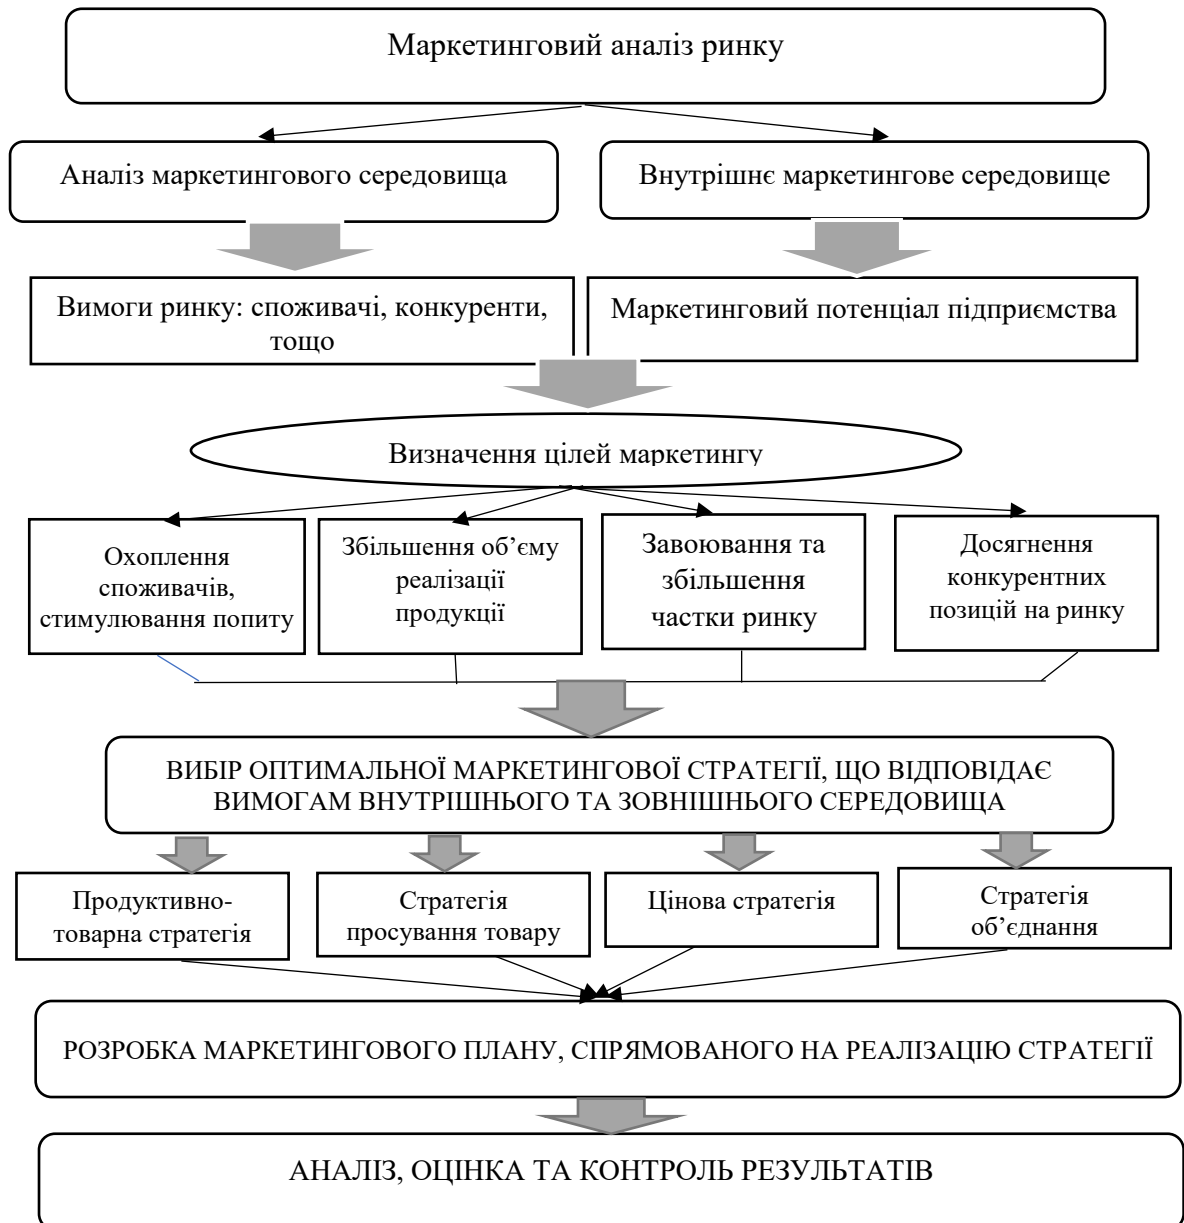 Маркетинговий аналіз ринку
Аналіз маркетингового середовища
Внутрішнє маркетингове середовище
Вимоги ринку: споживачі, конкуренти,
тощо
Маркетинговий потенціал підприємства
Визначення цілей маркетингу
Охоплення
споживачів,
стимулювання попиту
Збільшення об’єму
реалізації
продукції
Завоювання та
збільшення
частки ринку
Досягнення
конкурентних
позицій на ринку
ВИБІР ОПТИМАЛЬНОЇ МАРКЕТИНГОВОЇ СТРАТЕГІЇ, ЩО ВІДПОВІДАЄ
ВИМОГАМ ВНУТРІШНЬОГО ТА ЗОВНІШНЬОГО СЕРЕДОВИЩА
Продуктивно-
товарна стратегія
Стратегія
просування товару
Цінова стратегія
Стратегія
об’єднання
РОЗРОБКА МАРКЕТИНГОВОГО ПЛАНУ, СПРЯМОВАНОГО НА РЕАЛІЗАЦІЮ СТРАТЕГІЇ
АНАЛІЗ, ОЦІНКА ТА КОНТРОЛЬ РЕЗУЛЬТАТІВ